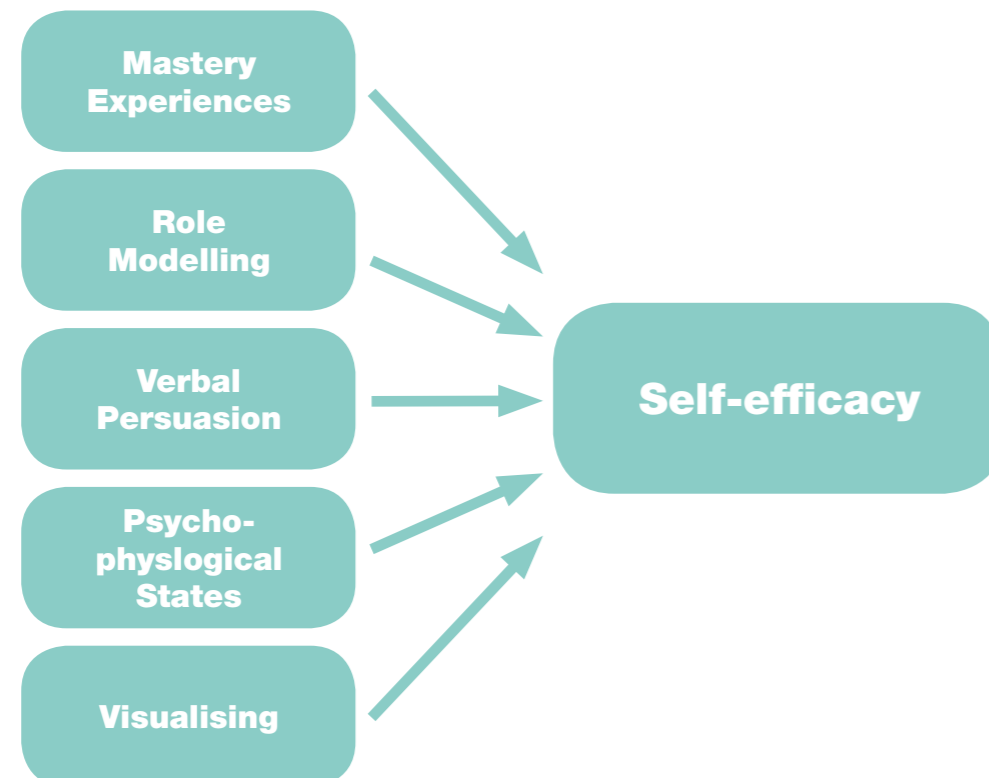 Mastery
Experiences
Role
Modelling
Verbal
Persuasion
Psycho-
physlogical
States
Visualising
Self-efficacy